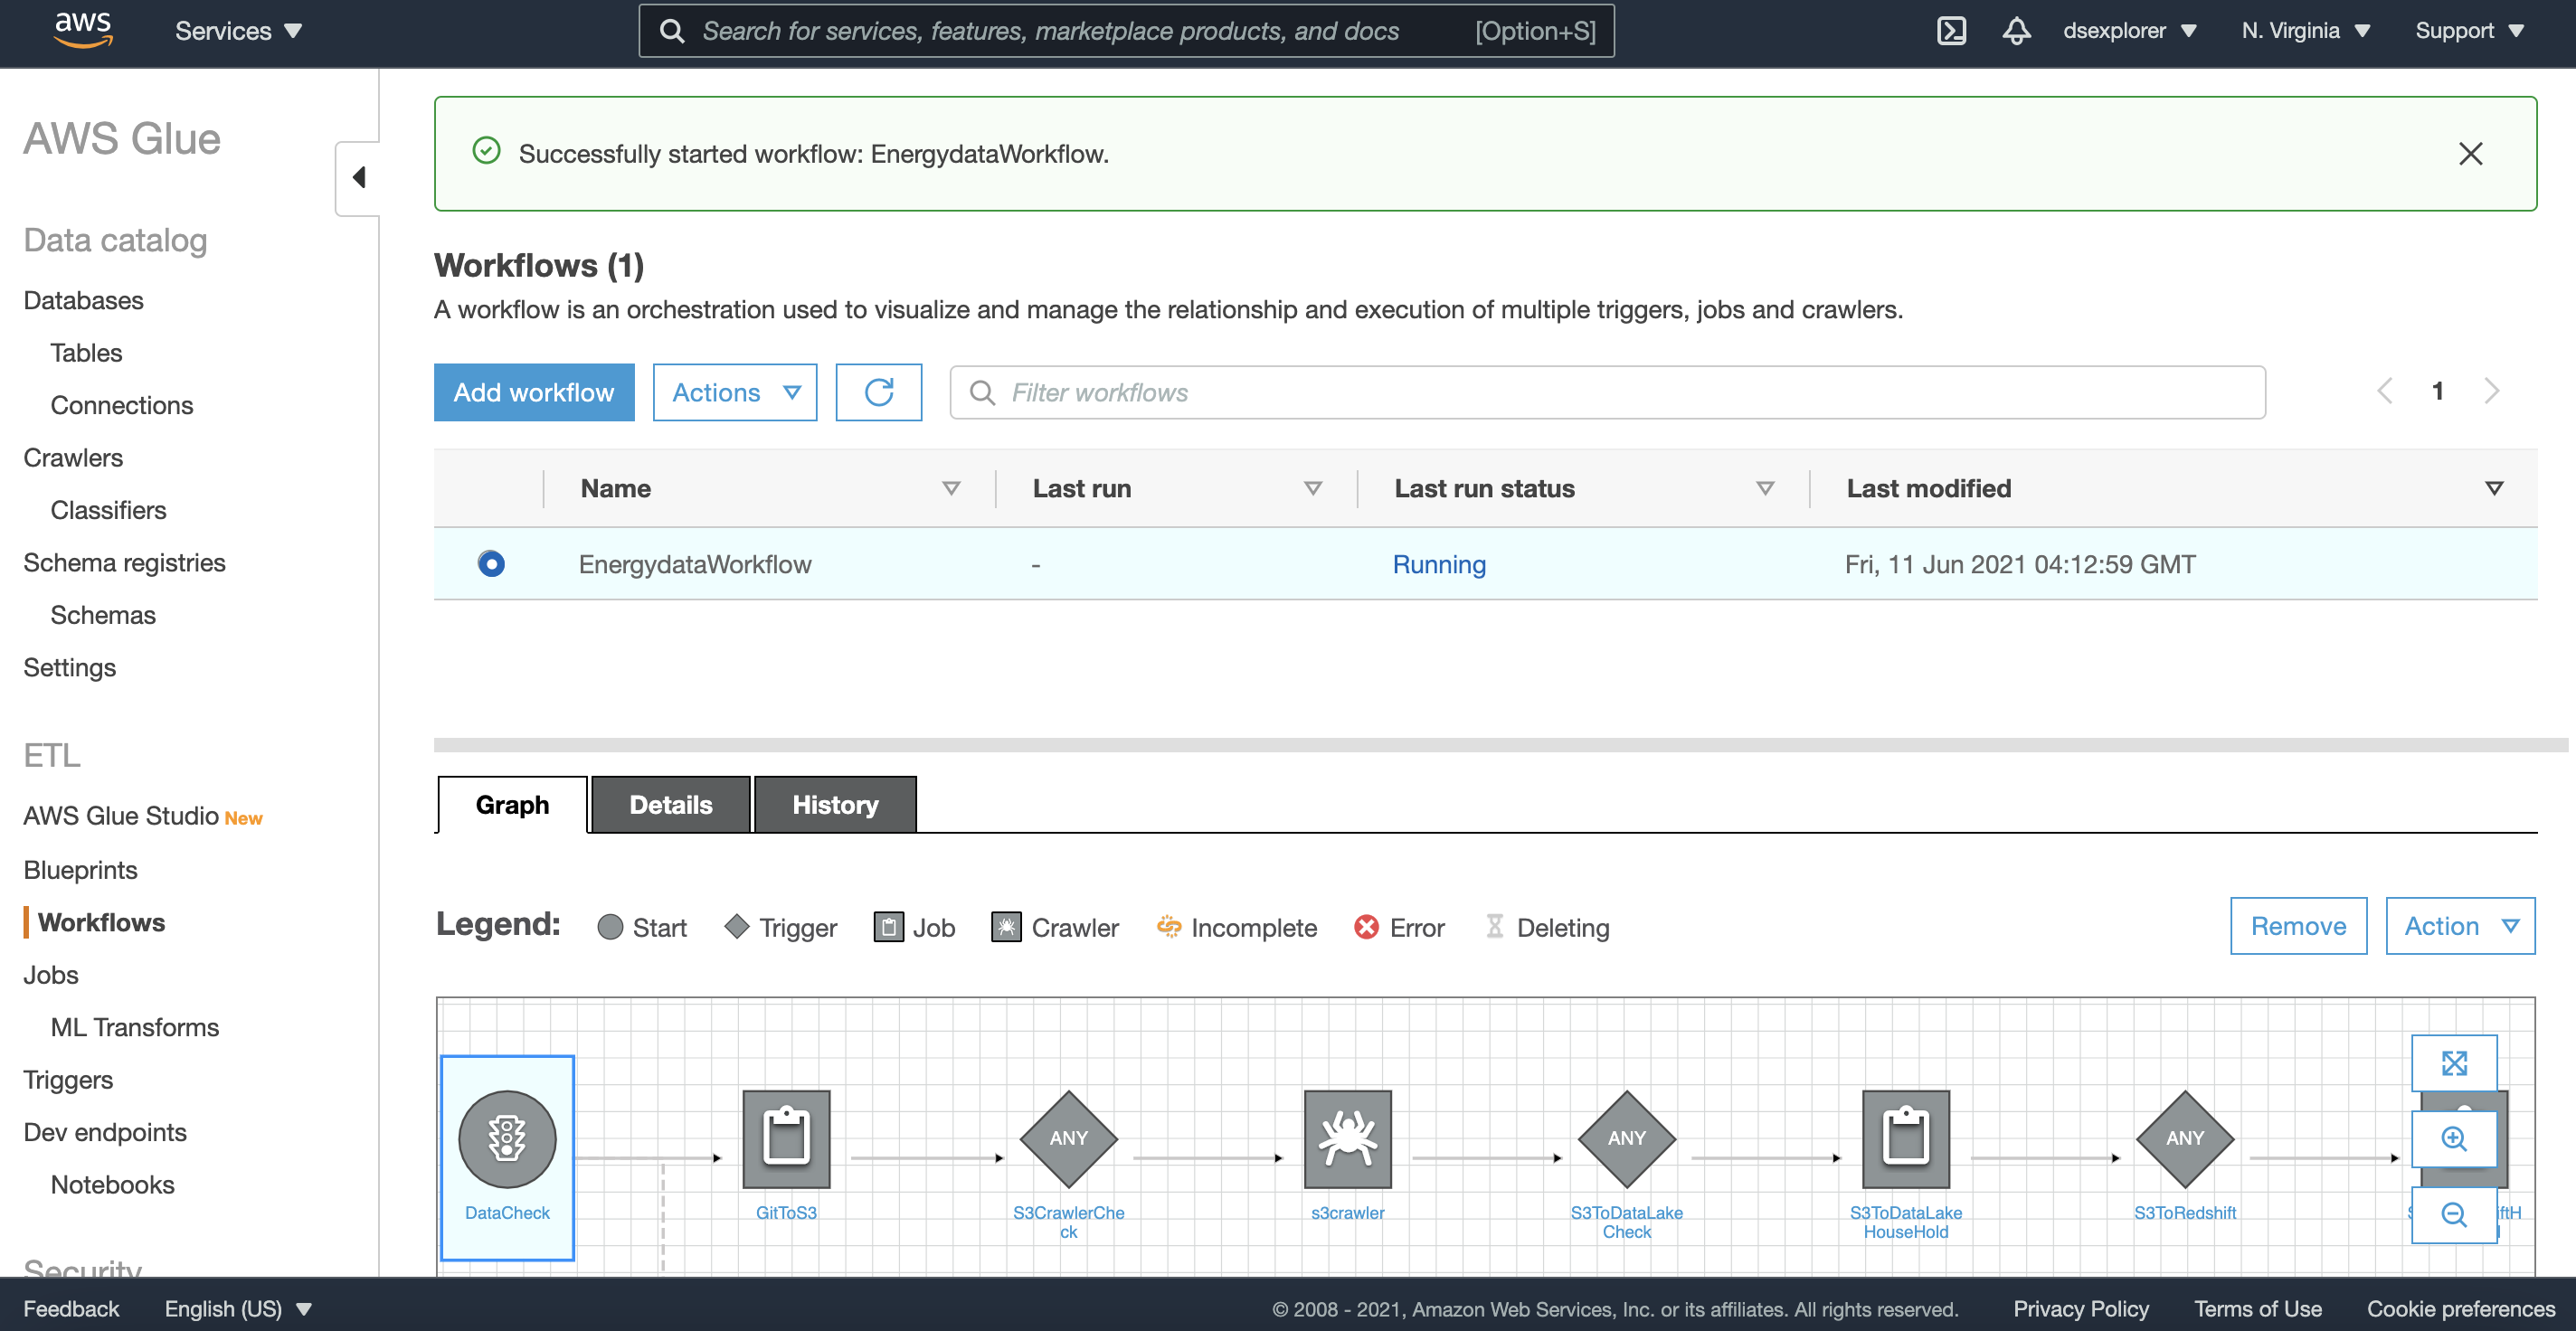 aws
Services
Search for services, features, marketplace products, and docs
[Option+S]
dsexplorer
N. Virginia
Support
AWS Glue
Data catalog
Databases
Tables
Connections
Crawlers
Classifiers
Schema registries
Schemas
Settings
ETL
AWS Glue Studio New
Blueprints
Workflows
Jobs
ML Transforms
Triggers
Dev endpoints
Notebooks
Security
Successfully started workflow: EnergydataWorkflow.
Workflows (1)
A workflow is an orchestration used to visualize and manage the relationship and execution of multiple triggers, jobs and crawlers.
Add workflow
Actions
Filter workflows
1
Name
Last run
Last run status
Last modified
EnergydataWorkflow
-
Running
Fri, 11 Jun 2021 04:12:59 GMT
Graph
Details
History
Legend:
Start
Trigger
Job
Crawler
Incomplete
Error
Deleting
Remove
Action
DataCheck
GitToS3
ANY
S3CrawlerChe
ck
s3crawler
ANY
S3ToDataLake
Check
S3ToDataLake
HouseHold
ANY
S3ToRedshift
Feedback
English (US)
© 2008 - 2021, Amazon Web Services, Inc. or its affiliates. All rights reserved.
Privacy Policy
Terms of Use
Cookie preferences